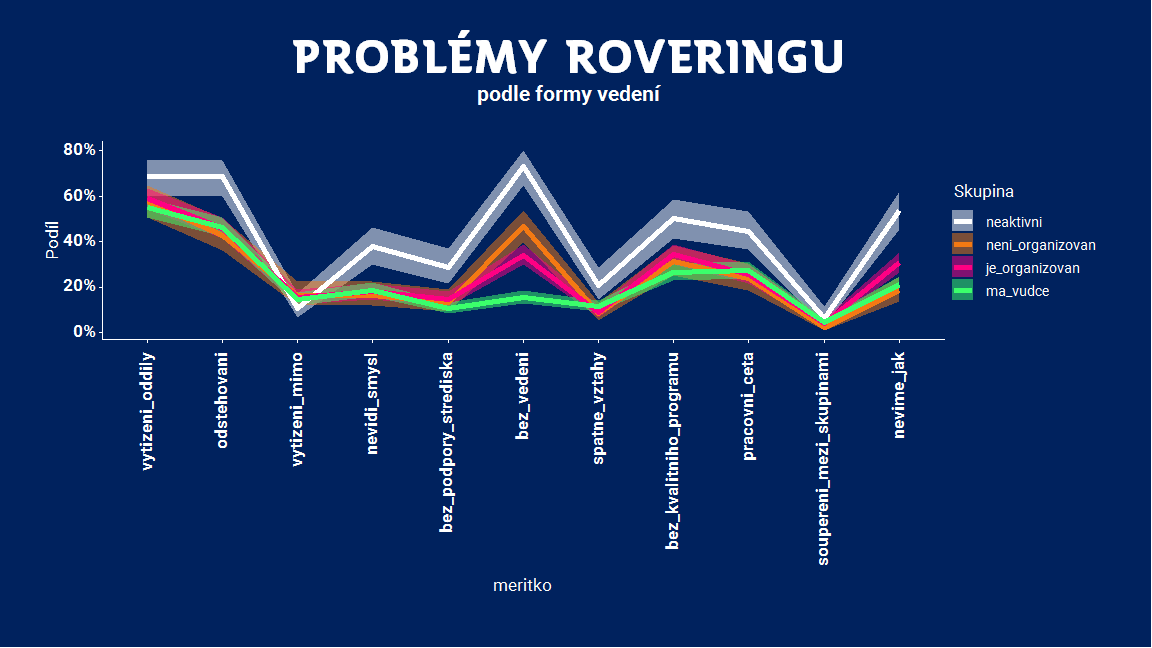 PROBLÉMY ROVERINGU
podle formy vedení
80%
60%
40%
20%
0%
Podíl
vytizeni_oddily
odstehovani
vytizeni_mimo
nevidi_smysl
bez_podpory_strediska
bez_vedeni
spatne_vztahy
bez_kvalitniho_programu
pracovni_ceta
soupereni_mezi_skupinami
nevime_jak
meritko
Skupina
neaktivni
neni_organizovan
je_organizovan
ma_vudce